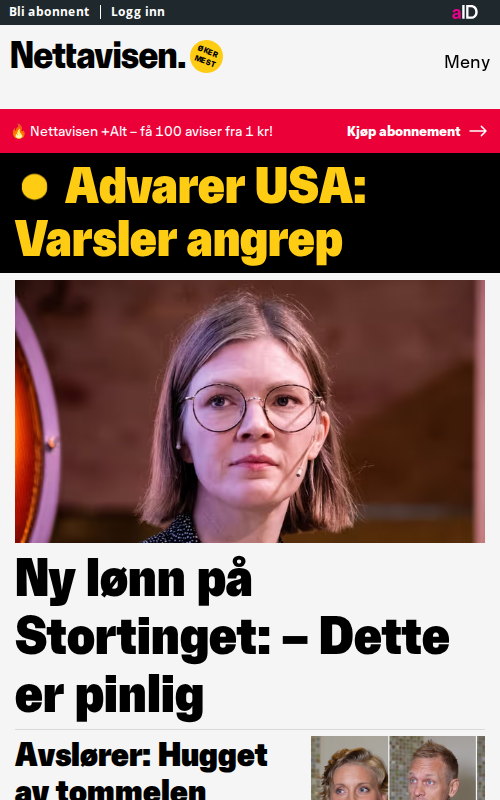 Bli abonnent | Logg inn
aID
Nettavisen.
ØKER
MEST
Meny
Nettavisen +Alt – få 100 aviser fra 1 kr!
Kjøp abonnement →
Advarer USA:
Varsler angrep
Ny lønn på
Stortinget: – Dette
er pinlig
Avslører: Hugget
av tommelen